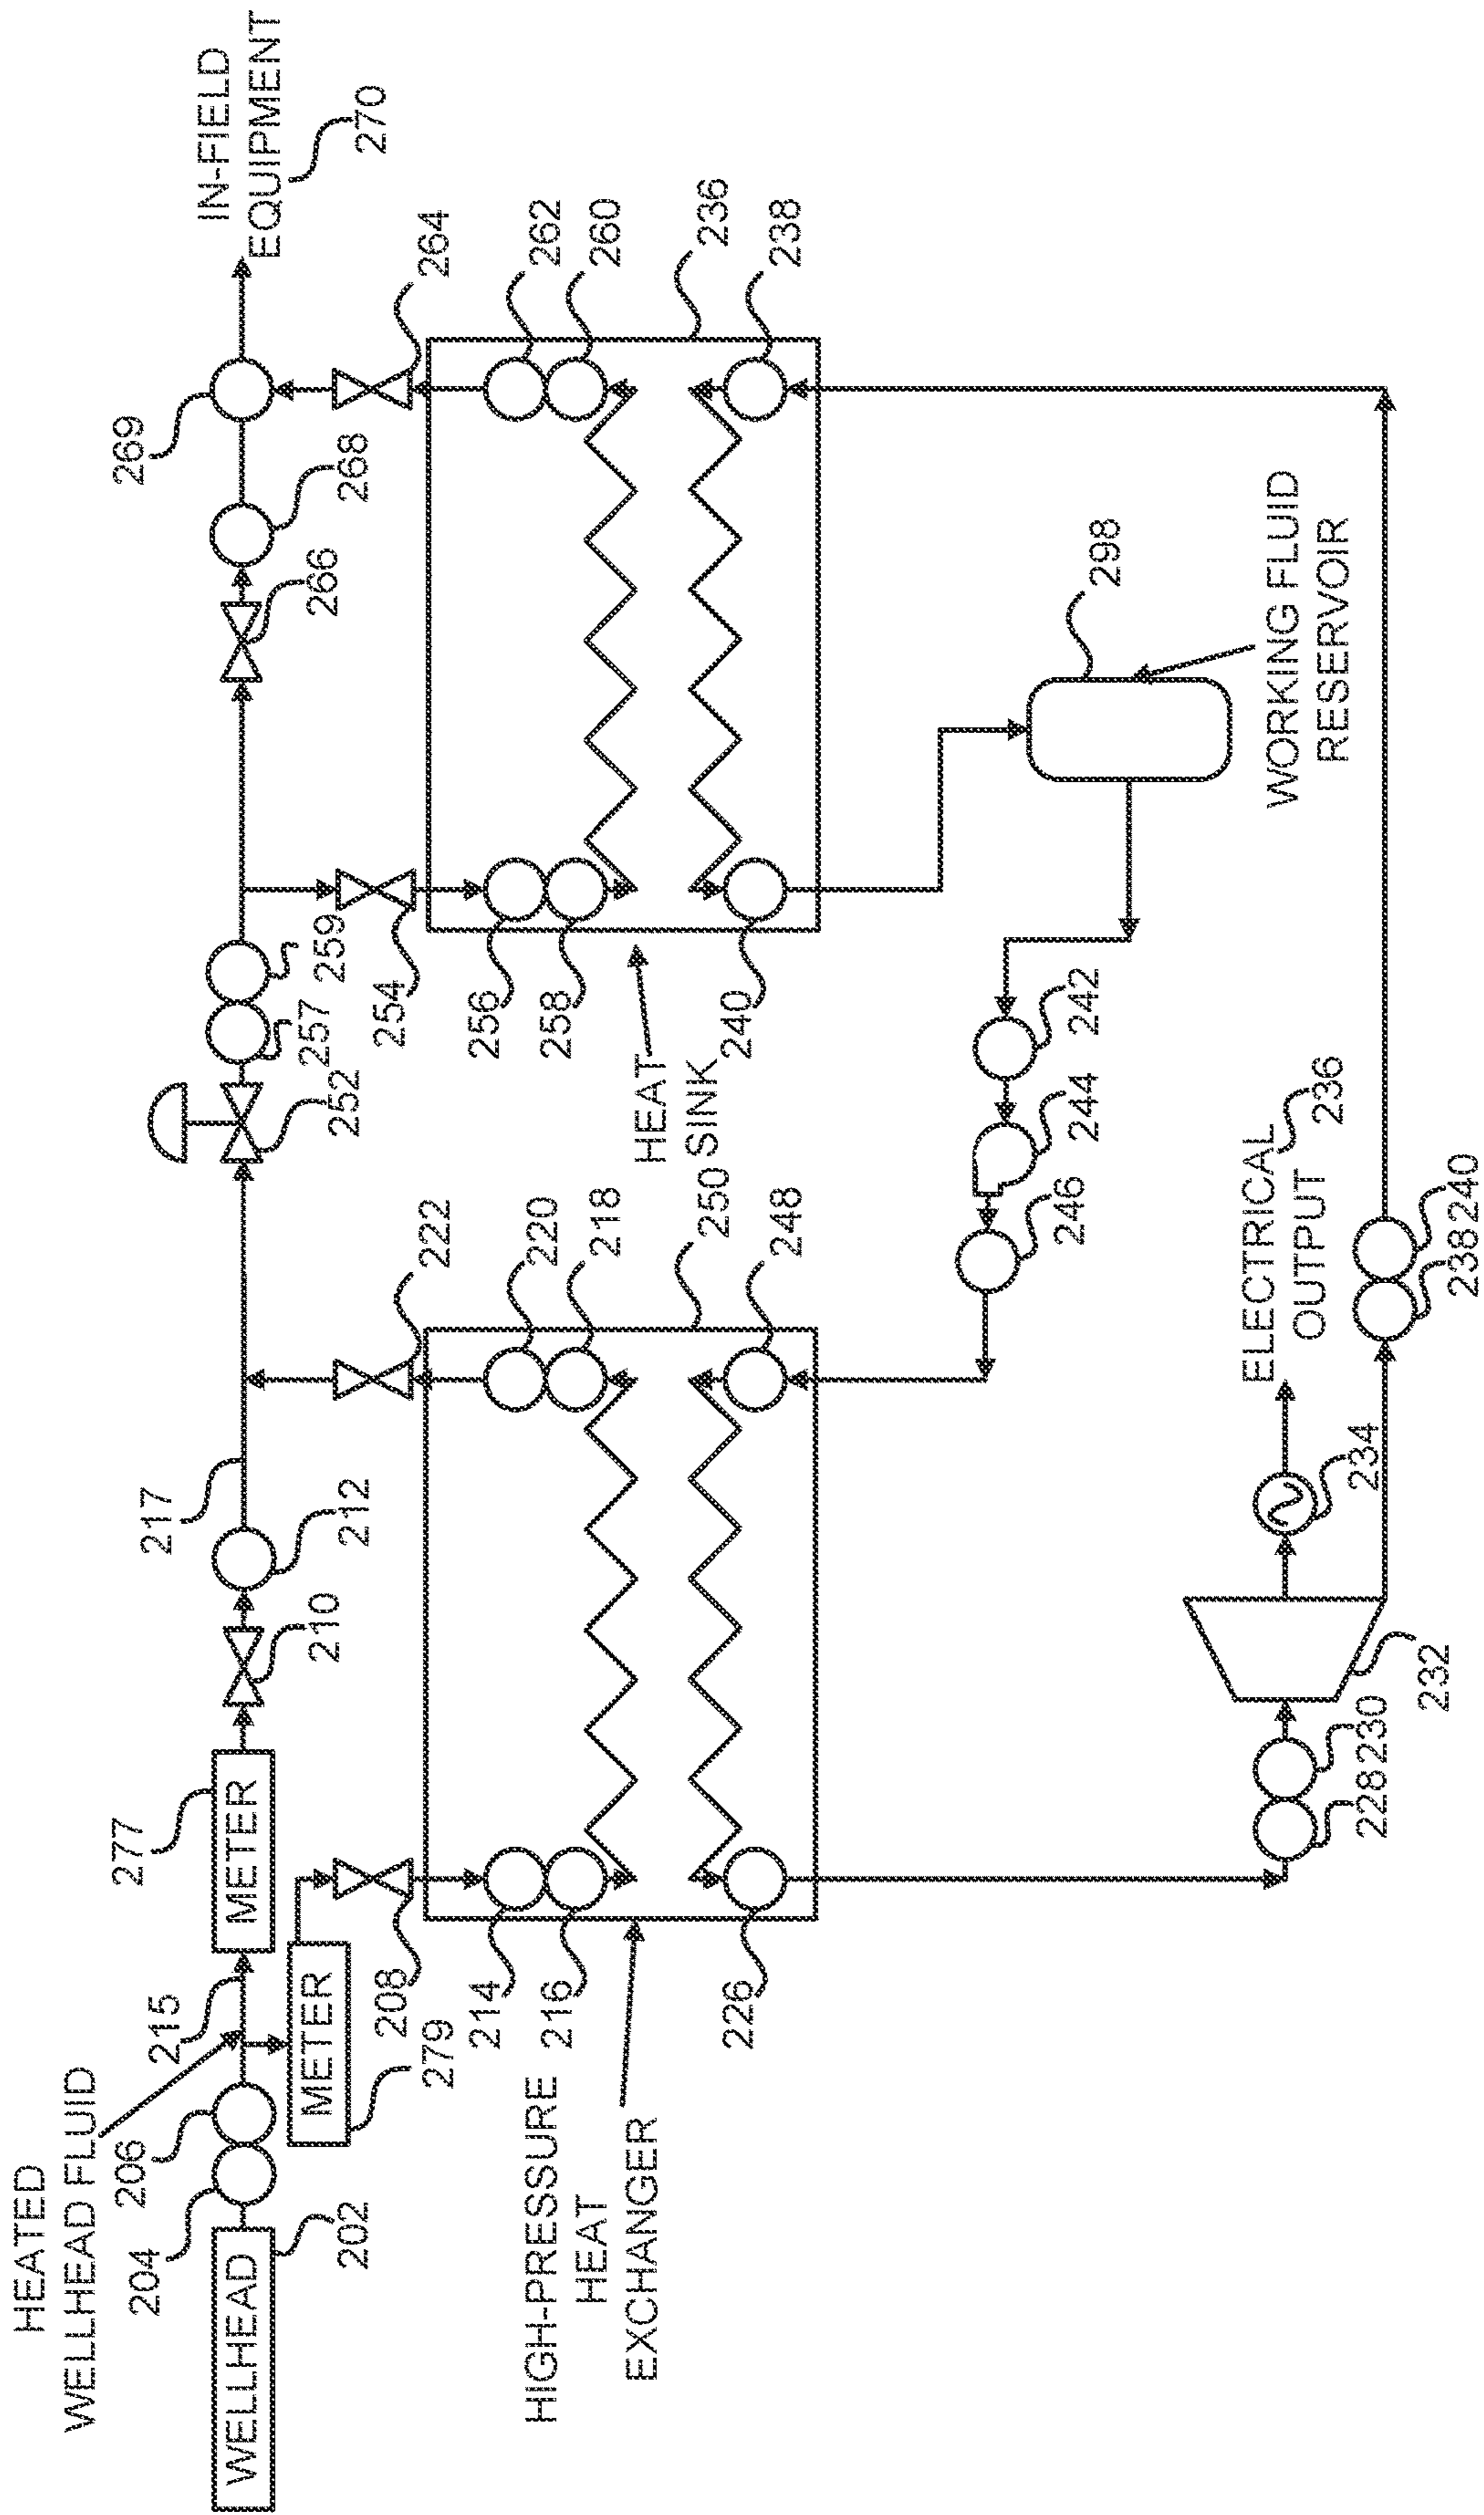 HEATED
WELLHEAD FLUID
204
206
215
277
217
269
IN-FIELD
EQUIPMENT
270
WELLHEAD
202
METER
METER
279
210
212
252
257
259
266
268
208
222
254
264
214
216
220
218
256
258
262
260
HIGH-PRESSURE
HEAT
EXCHANGER
226
250
248
HEAT
SINK
240
236
238
242
244
246
298
WORKING FLUID
RESERVOIR
228
230
232
234
ELECTRICAL
OUTPUT
236
238
240